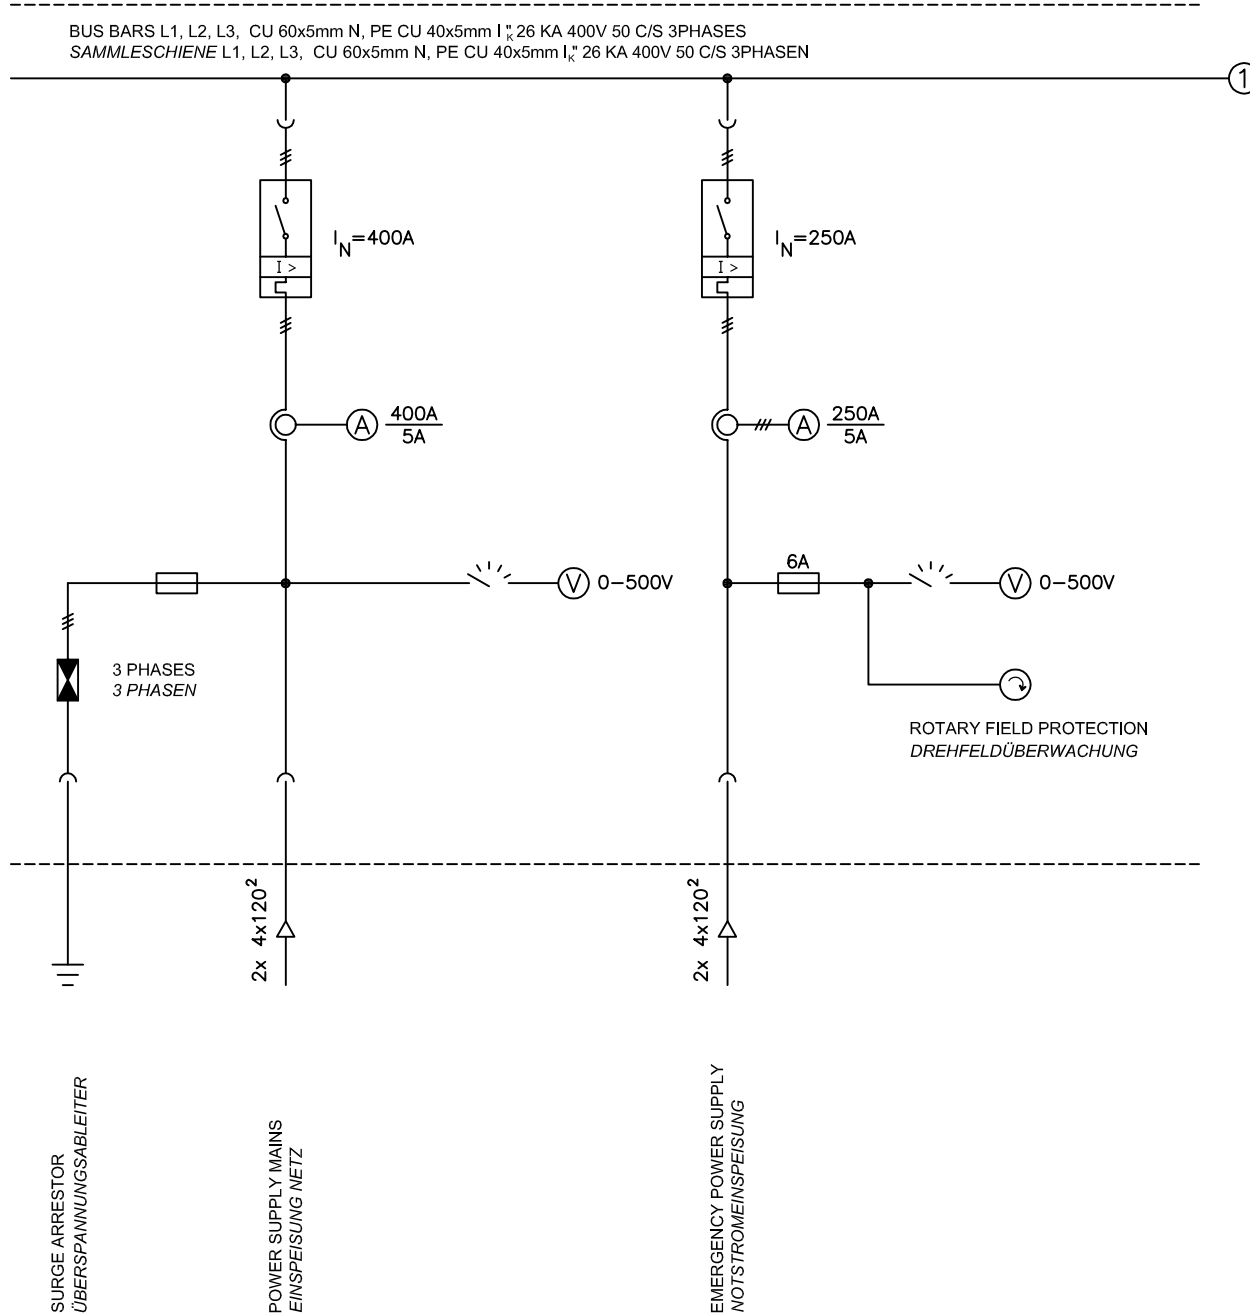 BUS BARS L1, L2, L3, CU 60x5mm N, PE CU 40x5mm I"K 26 KA 400V 50 C/S 3PHASES
SAMMLESCHIENE L1, L2, L3, CU 60x5mm N, PE CU 40x5mm I"K 26 KA 400V 50 C/S 3PHASEN
1
IN=400A
IN=250A
I >
I >
A
400A
5A
A
250A
5A
6A
V 0-500V
V 0-500V
3 PHASES
3 PHASEN
ROTARY FIELD PROTECTION
DREHFELDÜBERWACHUNG
2x 4x120²
2x 4x120²
SURGE ARRESTOR
ÜBERSPANNUNGSABLEITER
POWER SUPPLY MAINS
EINSPEISUNG NETZ
EMERGENCY POWER SUPPLY
NOTSTROMEINSPEISUNG